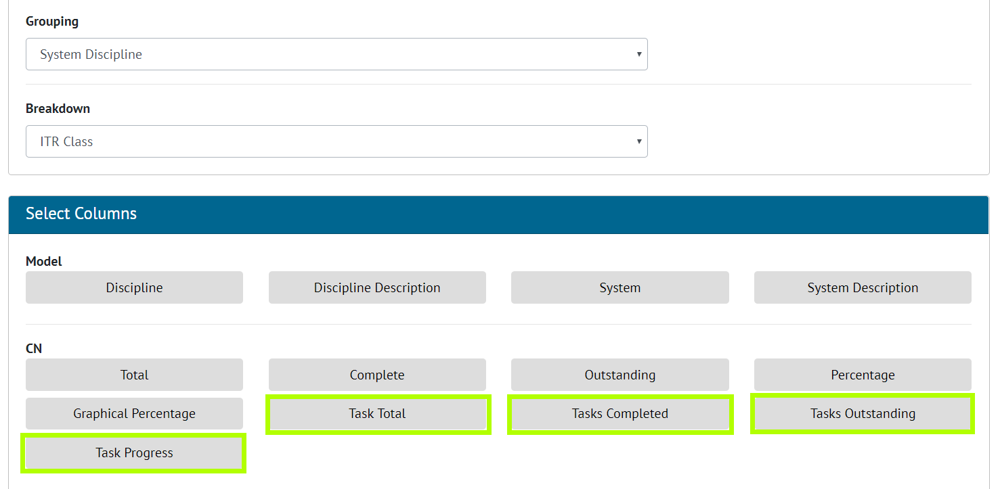 Grouping
System Discipline
Breakdown
ITR Class
Select Columns
Model
Discipline
Discipline Description
System
System Description
CN
Total
Complete
Outstanding
Percentage
Graphical Percentage
Task Total
Tasks Completed
Tasks Outstanding
Task Progress